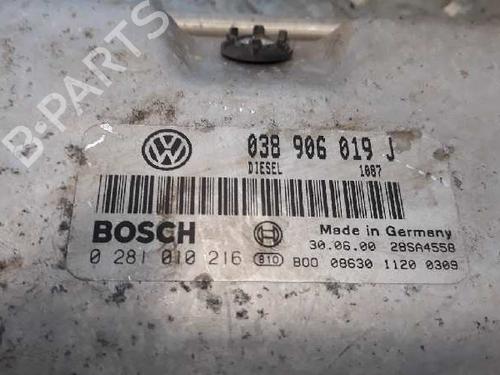 B-PARTS
038 906 019 J
DIESEL 1087
BOSCH
Made in Germany
30.06.00 28SA4558
0 281 010 216 810 B00 08630 1120 0309